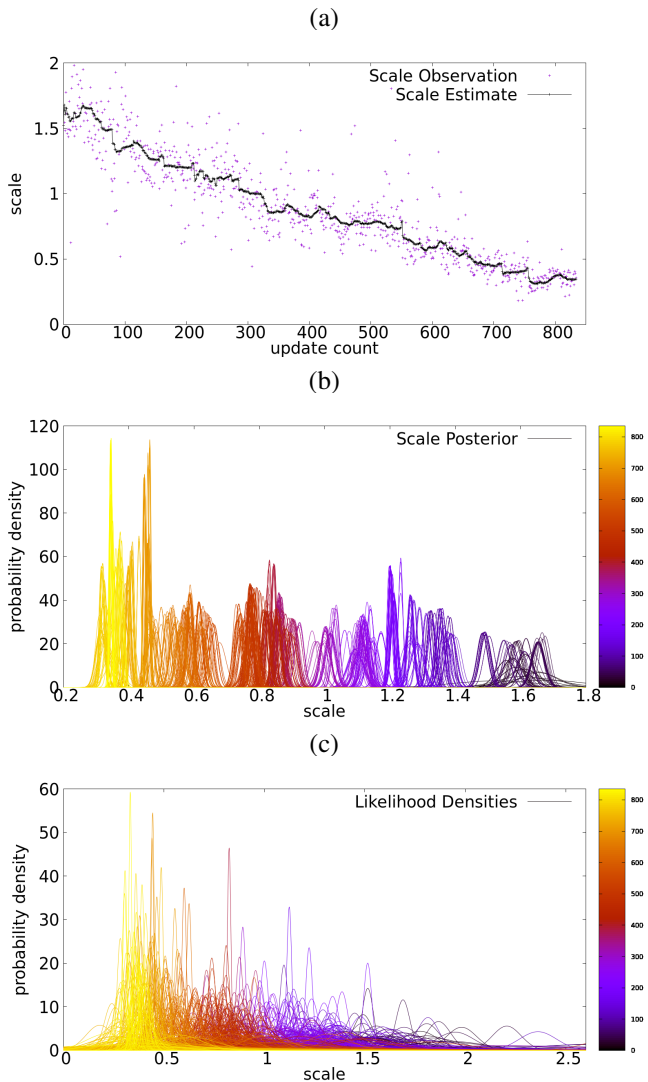 (a)
Scale Observation
Scale Estimate
2
1.5
1
0.5
0
scale
0 100 200 300 400 500 600 700 800
update count
(b)
Scale Posterior
120
100
80
60
40
20
0
probability density
0.2 0.4 0.6 0.8 1 1.2 1.4 1.6 1.8
scale
800
700
600
500
400
300
200
100
0
(c)
Likelihood Densities
60
50
40
30
20
10
0
probability density
0 0.5 1 1.5 2 2.5
scale
800
700
600
500
400
300
200
100
0